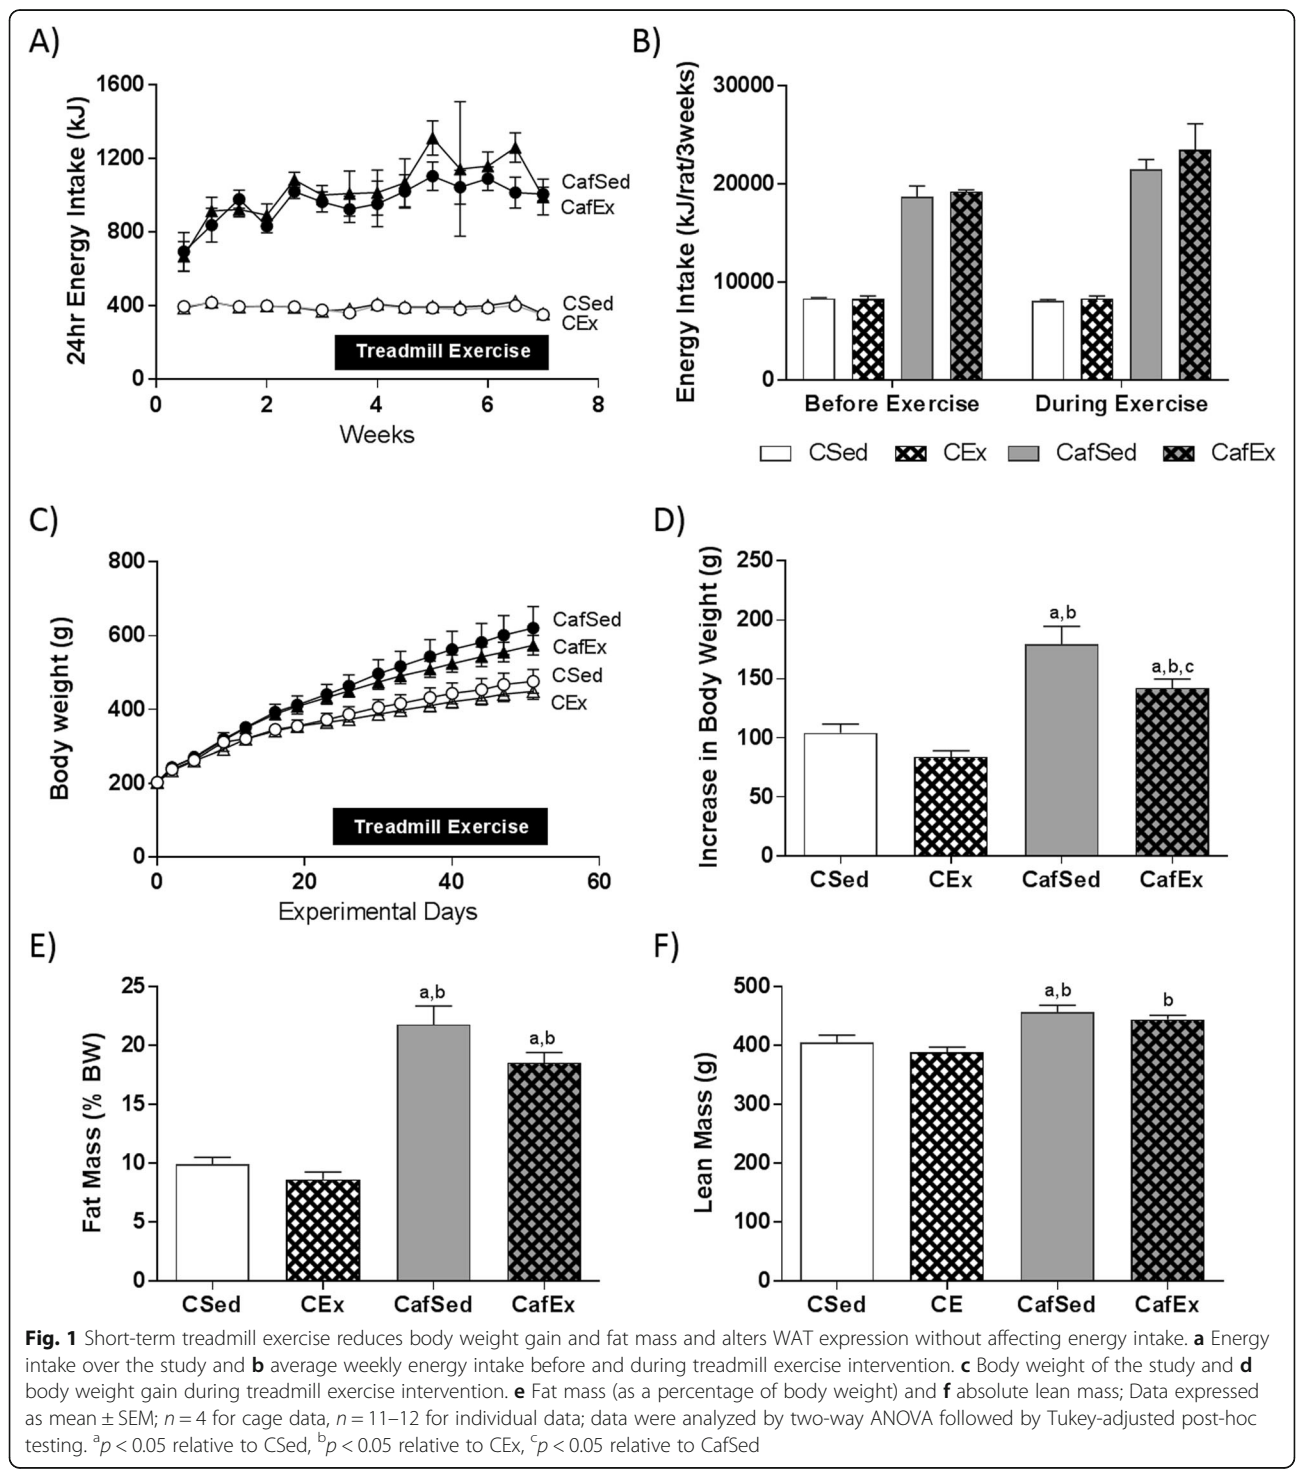 A)
24hr Energy Intake (kJ)
1600
1200
800
400
0
CafSed
CafEx
CSed
CEx
Treadmill Exercise
0 2 4 6 8
Weeks
B)
Energy Intake (kJ/rat/3weeks)
30000
20000
10000
0
Before Exercise During Exercise
CSed CEx CafSed CafEx
C)
Body weight (g)
800
600
400
200
0
CafSed
CafEx
CSed
CEx
Treadmill Exercise
0 20 40 60
Experimental Days
D)
Increase in Body Weight (g)
250
200
150
100
50
0
a,b
a,b,c
CSed CEx CafSed CafEx
E)
Fat Mass (% BW)
25
20
15
10
5
0
a,b
a,b
CSed CEx CafSed CafEx
F)
Lean Mass (g)
500
400
300
200
100
0
a,b
b
CSed CE CafSed CafEx
Fig. 1 Short-term treadmill exercise reduces body weight gain and fat mass and alters WAT expression without affecting energy intake. a Energy
intake over the study and b average weekly energy intake before and during treadmill exercise intervention. c Body weight of the study and d
body weight gain during treadmill exercise intervention. e Fat mass (as a percentage of body weight) and f absolute lean mass; Data expressed
as mean ± SEM; n = 4 for cage data, n = 11–12 for individual data; data were analyzed by two-way ANOVA followed by Tukey-adjusted post-hoc
testing. ᵃp < 0.05 relative to CSed, ᵇp < 0.05 relative to CEx, ᶜp < 0.05 relative to CafSed